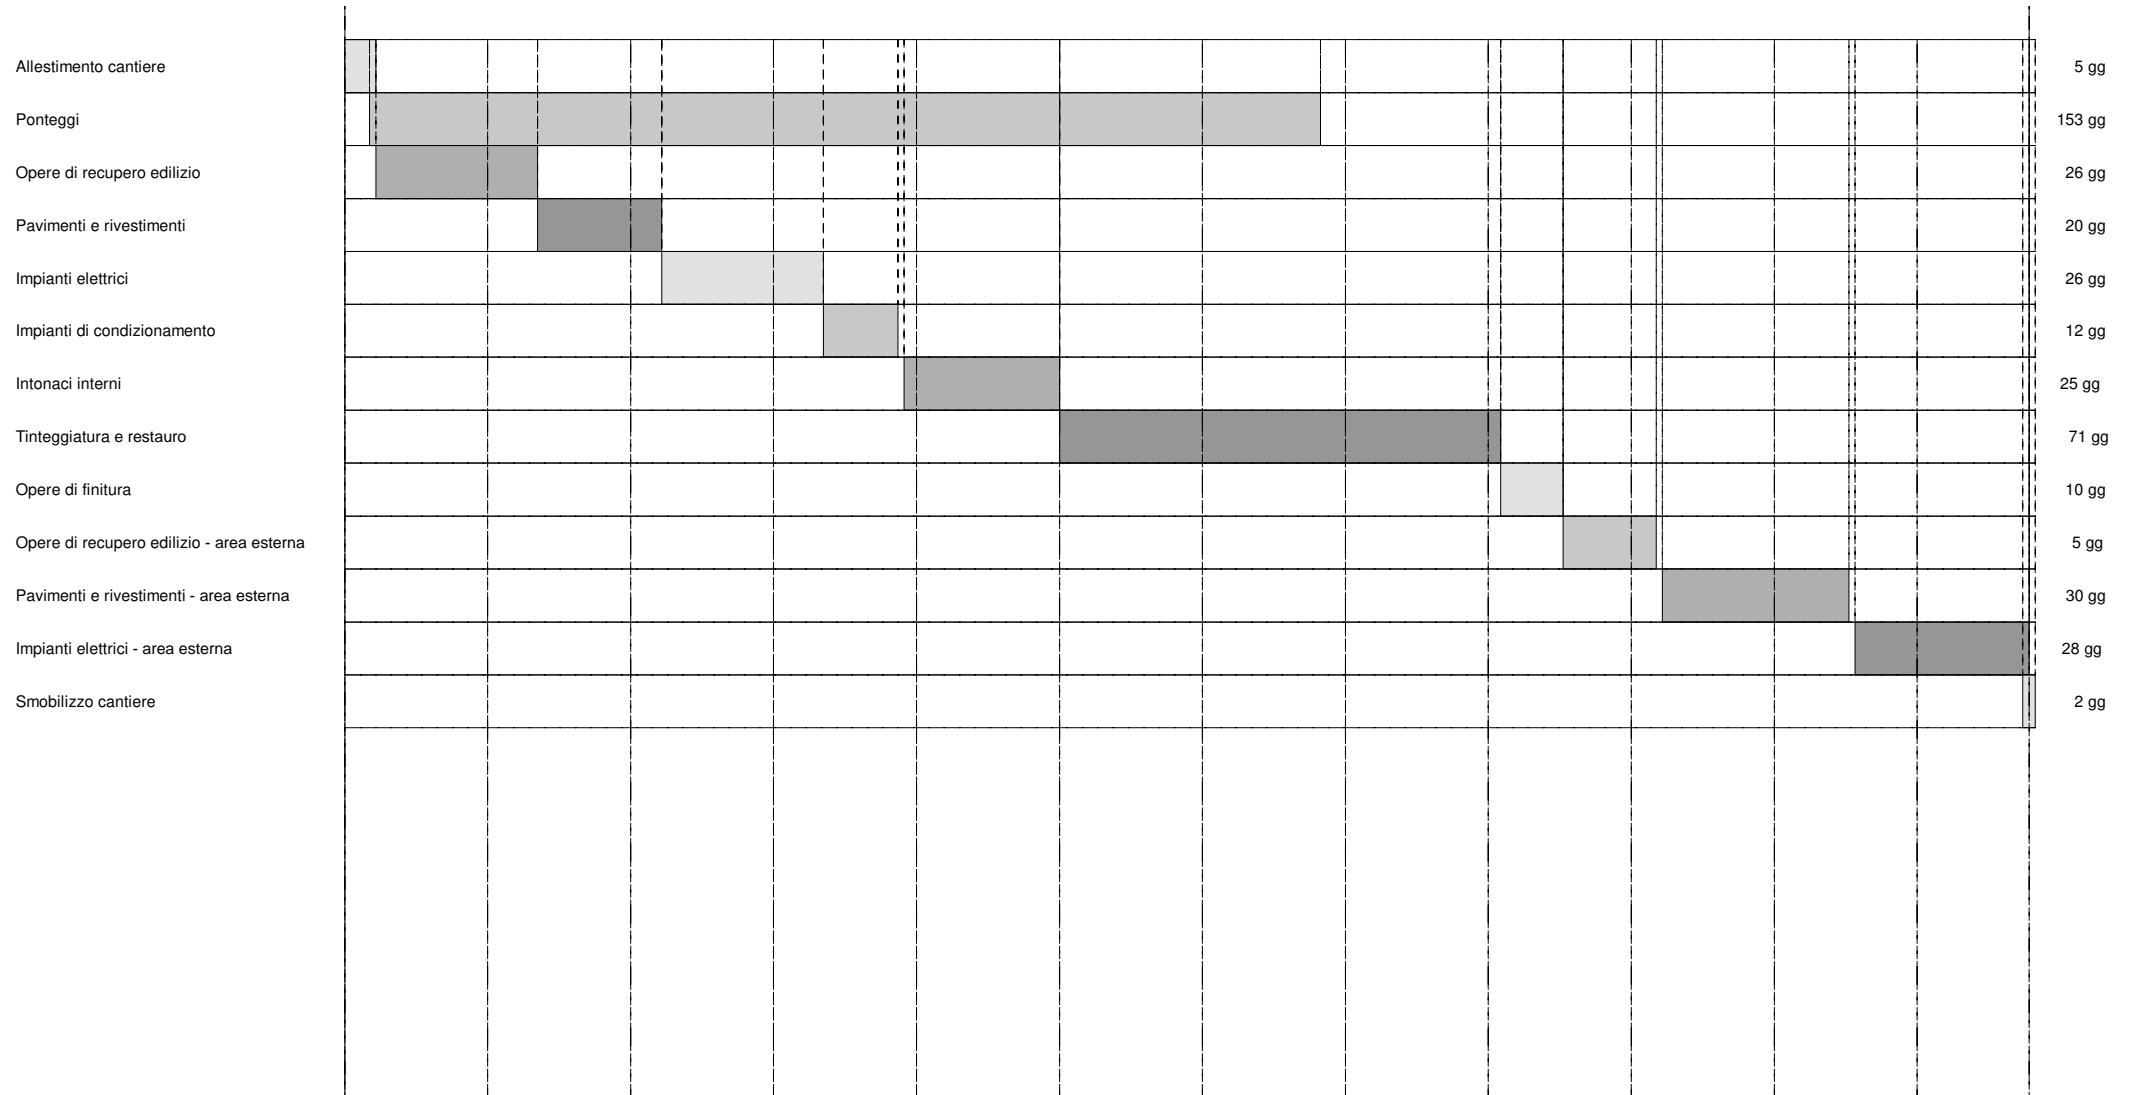 Allestimento cantiere 5 gg
Ponteggi 153 gg
Opere di recupero edilizio 26 gg
Pavimenti e rivestimenti 20 gg
Impianti elettrici 26 gg
Impianti di condizionamento 12 gg
Intonaci interni 25 gg
Tinteggiatura e restauro 71 gg
Opere di finitura 10 gg
Opere di recupero edilizio - area esterna 5 gg
Pavimenti e rivestimenti - area esterna 30 gg
Impianti elettrici - area esterna 28 gg
Smobilizzo cantiere 2 gg